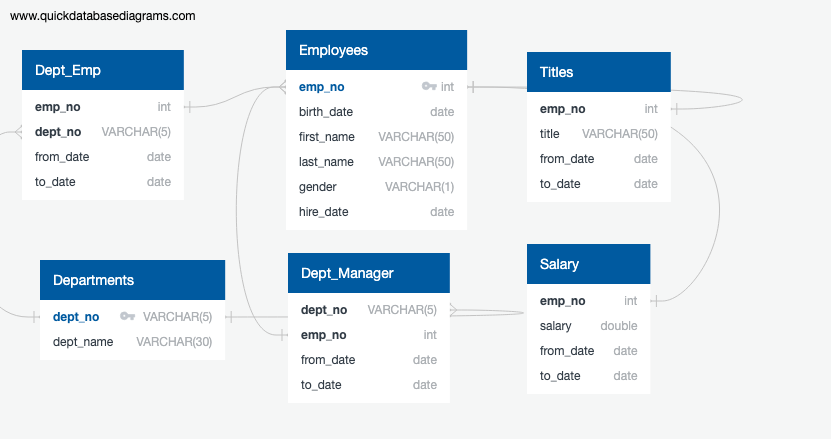 www.quickdatabasediagrams.com
Dept_Emp
emp_no int
dept_no VARCHAR(5)
from_date date
to_date date
Employees
emp_no int
birth_date date
first_name VARCHAR(50)
last_name VARCHAR(50)
gender VARCHAR(1)
hire_date date
Titles
emp_no int
title VARCHAR(50)
from_date date
to_date date
Departments
dept_no VARCHAR(5)
dept_name VARCHAR(30)
Dept_Manager
dept_no VARCHAR(5)
emp_no int
from_date date
to_date date
Salary
emp_no int
salary double
from_date date
to_date date